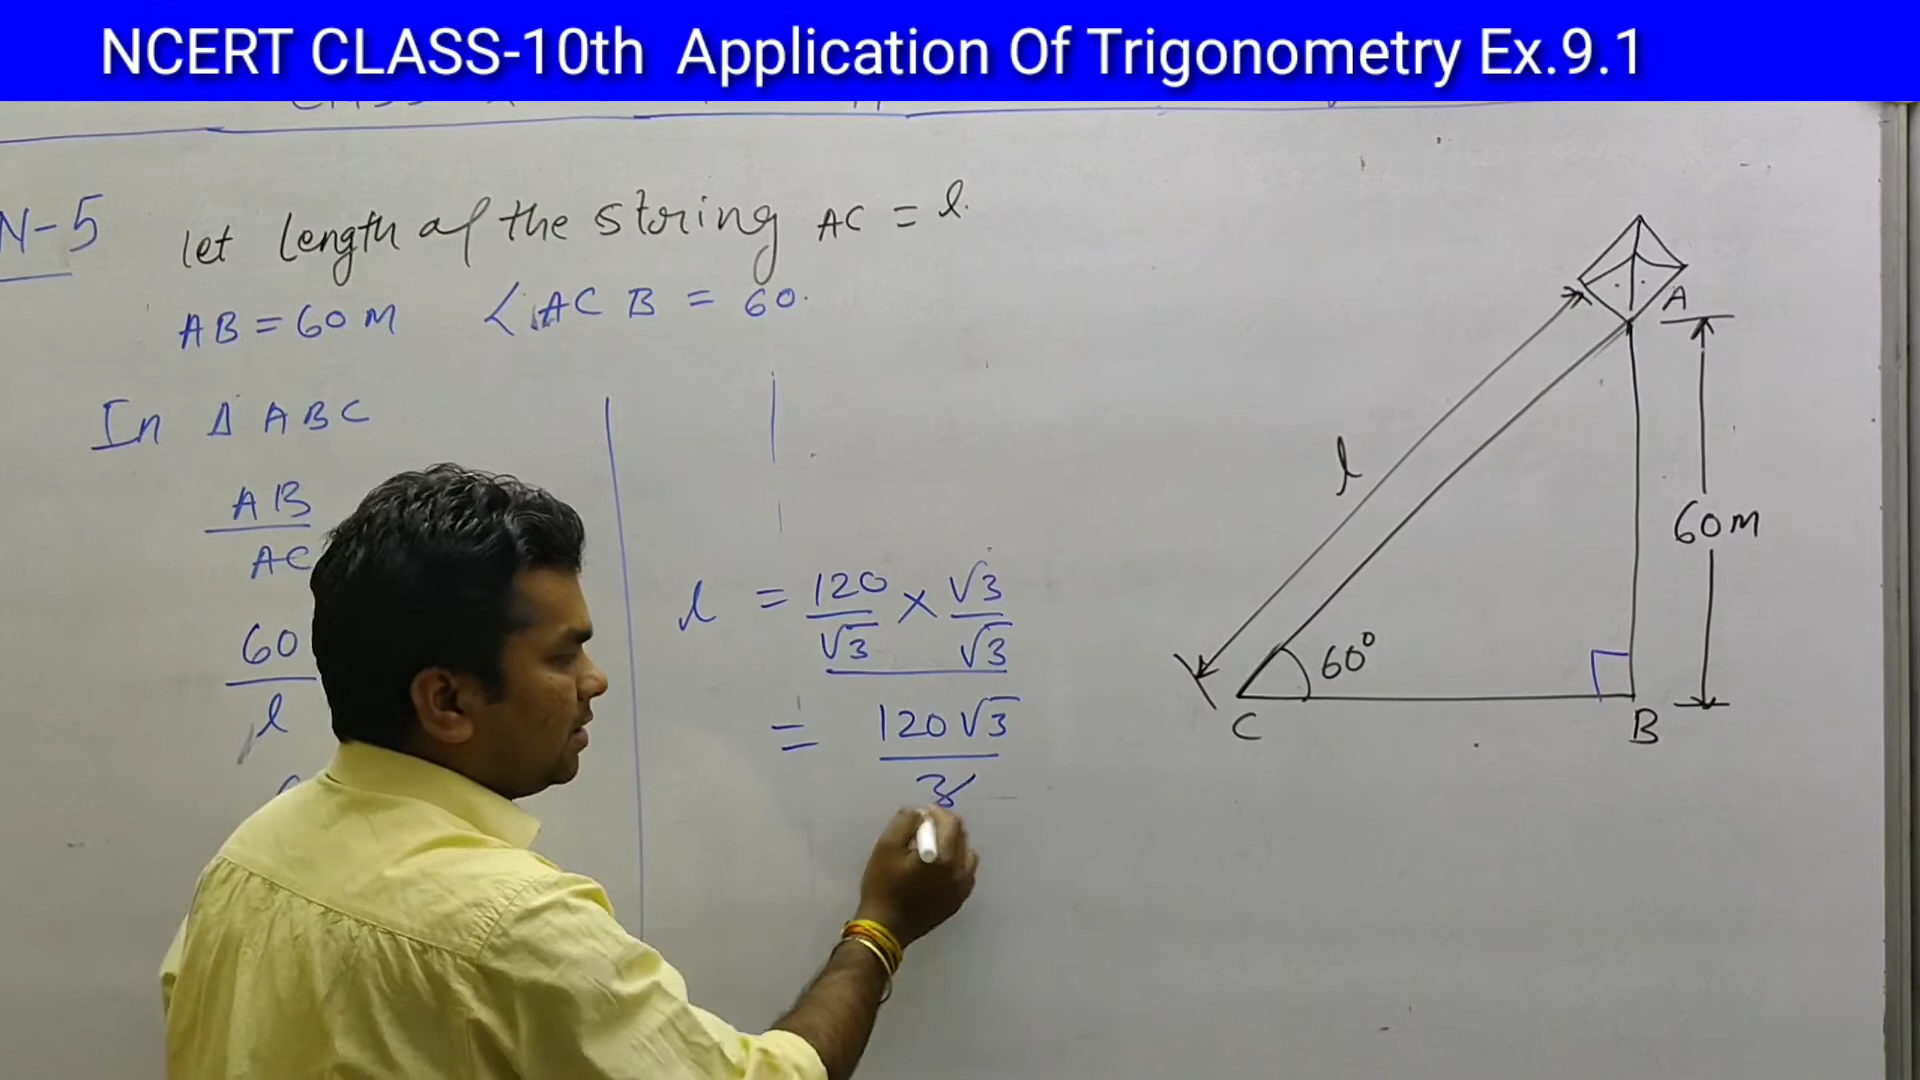 NCERT CLASS-10th Application Of Trigonometry Ex.9.1
N-5
let length of the string AC = l.
AB = 60 M ∠ACB = 60.
In Δ ABC
AB
AC
60
l
l = 120/√3 × √3/√3
= 120√3
3
A
l
60 M
60°
C
B